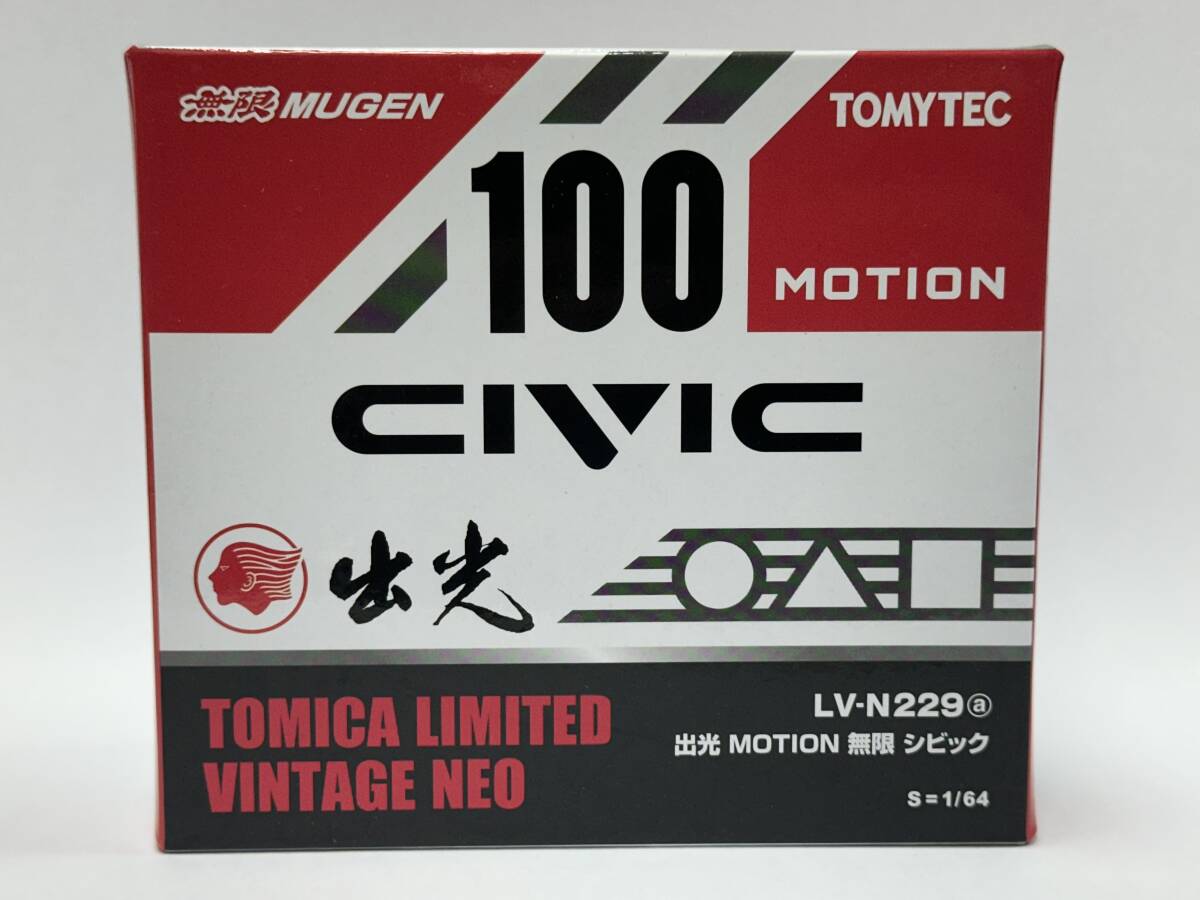 無限 MUGEN
TOMYTEC
100
MOTION
CIVIC
出光
TOMICA LIMITED
VINTAGE NEO
LV-N229ⓐ
出光 MOTION 無限 シビック
S=1/64